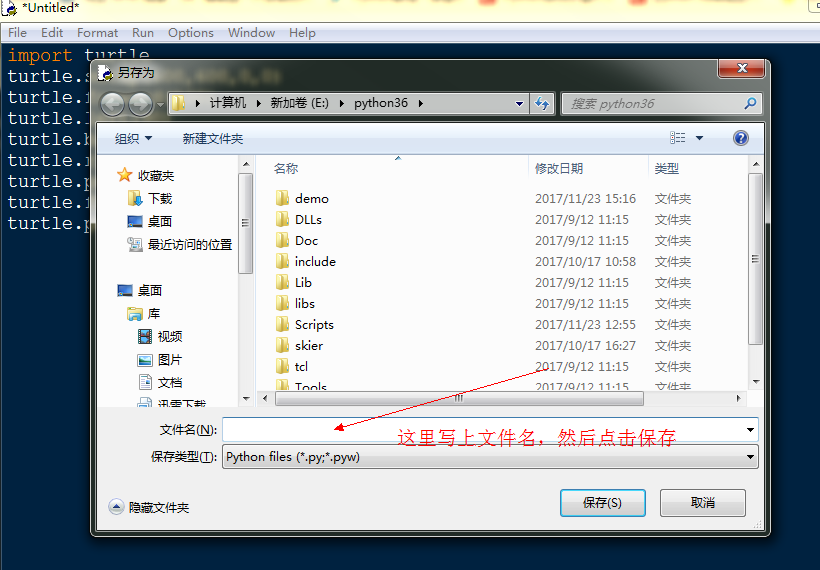 *Untitled*
File Edit Format Run Options Window Help
import turtle
turtle.
turtle.
turtle.
turtle.
turtle.
turtle.
turtle.
turtle.
另存为
计算机 新加卷 (E:) python36
搜索 python36
组织 新建文件夹
收藏夹
下载
桌面
最近访问的位置
桌面
库
视频
图片
文档
迅雷下载
名称 修改日期 类型
demo 2017/11/23 15:16 文件夹
DLLs 2017/9/12 11:15 文件夹
Doc 2017/9/12 11:15 文件夹
include 2017/10/17 10:58 文件夹
Lib 2017/9/12 11:15 文件夹
libs 2017/9/12 11:15 文件夹
Scripts 2017/11/23 12:55 文件夹
skier 2017/10/17 16:27 文件夹
tcl 2017/9/12 11:15 文件夹
Tools 2017/9/12 11:15 文件夹
文件名(N):
这里写上文件名，然后点击保存
保存类型(T): Python files (*.py;*.pyw)
隐藏文件夹 保存(S) 取消